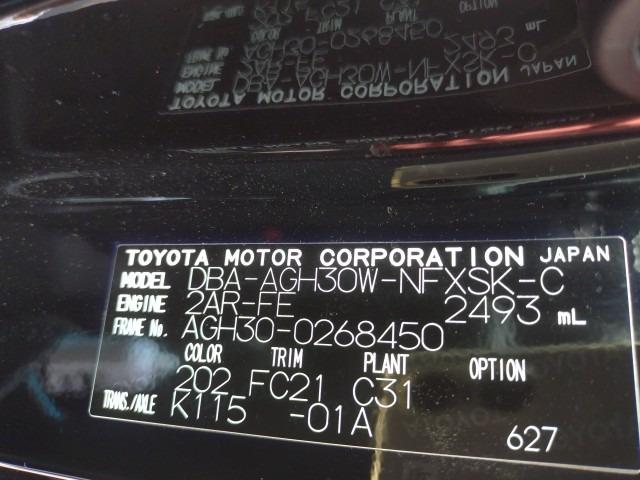 TOYOTA MOTOR CORPORATION JAPAN
MODEL DBA-AGH30W-NFXSK-C
ENGINE 2AR-FE 2493 mL
FRAME No. AGH30-0268450
COLOR TRIM PLANT OPTION
202 FC21 C31
TRANS./AXLE K115 -01A
627